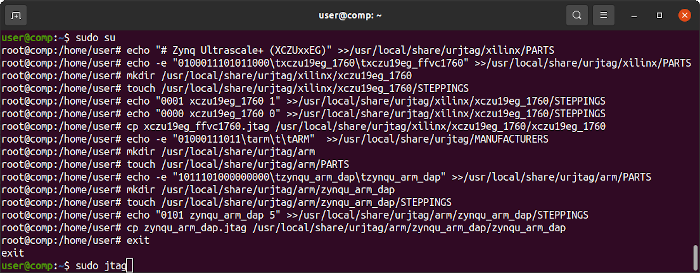 user@comp: ~
user@comp:~$ sudo su
root@comp:/home/user# echo "# Zynq Ultrascale+ (XCZUxxEG)" >>/usr/local/share/urjtag/xilinx/PARTS
root@comp:/home/user# echo -e "0100011101011000\txczu19eg_1760\txczu19eg_ffvc1760" >>/usr/local/share/urjtag/xilinx/PARTS
root@comp:/home/user# mkdir /usr/local/share/urjtag/xilinx/xczu19eg_1760
root@comp:/home/user# touch /usr/local/share/urjtag/xilinx/xczu19eg_1760/STEPPINGS
root@comp:/home/user# echo "0001 xczu19eg_1760 1" >>/usr/local/share/urjtag/xilinx/xczu19eg_1760/STEPPINGS
root@comp:/home/user# echo "0000 xczu19eg_1760 0" >>/usr/local/share/urjtag/xilinx/xczu19eg_1760/STEPPINGS
root@comp:/home/user# cp xczu19eg_ffvc1760.jtag /usr/local/share/urjtag/xilinx/xczu19eg_1760/xczu19eg_1760
root@comp:/home/user# echo -e "01000111011\tarm\t\tARM"  >>/usr/local/share/urjtag/MANUFACTURERS
root@comp:/home/user# mkdir /usr/local/share/urjtag/arm
root@comp:/home/user# touch /usr/local/share/urjtag/arm/PARTS
root@comp:/home/user# echo -e "1011101000000000\tzynqu_arm_dap\tzynqu_arm_dap" >>/usr/local/share/urjtag/arm/PARTS
root@comp:/home/user# mkdir /usr/local/share/urjtag/arm/zynqu_arm_dap
root@comp:/home/user# touch /usr/local/share/urjtag/arm/zynqu_arm_dap/STEPPINGS
root@comp:/home/user# echo "0101 zynqu_arm_dap 5" >>/usr/local/share/urjtag/arm/zynqu_arm_dap/STEPPINGS
root@comp:/home/user# cp zynqu_arm_dap.jtag /usr/local/share/urjtag/arm/zynqu_arm_dap/zynqu_arm_dap
root@comp:/home/user# exit
exit
user@comp:~$ sudo jtag